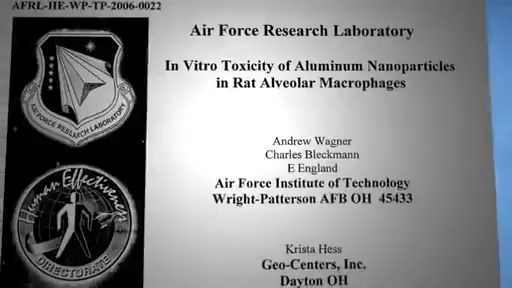 AFRL-HE-WP-TP-2006-0022
Air Force Research Laboratory
In Vitro Toxicity of Aluminum Nanoparticles
in Rat Alveolar Macrophages
AIR FORCE RESEARCH LABORATORY
Andrew Wagner
Charles Bleckmann
E England
Air Force Institute of Technology
Wright-Patterson AFB OH 45433
Human Effectiveness
DIRECTORATE
Krista Hess
Geo-Centers, Inc.
Dayton OH